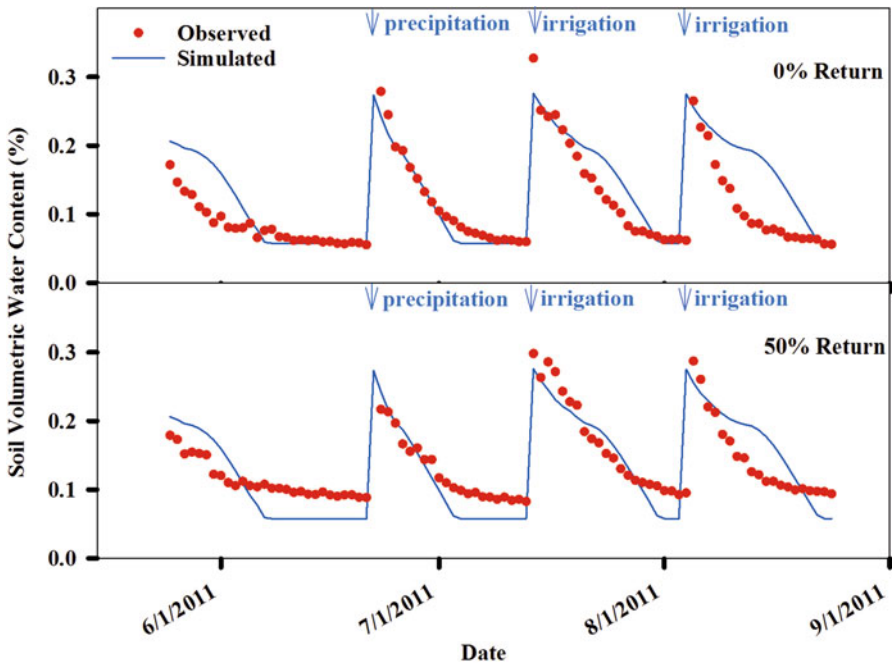 precipitation
irrigation
irrigation
Observed
Simulated
0% Return
0.3
0.2
0.1
0.0
precipitation
irrigation
irrigation
50% Return
0.3
0.2
0.1
0.0
Soil Volumetric Water Content (%)
6/1/2011
7/1/2011
8/1/2011
9/1/2011
Date